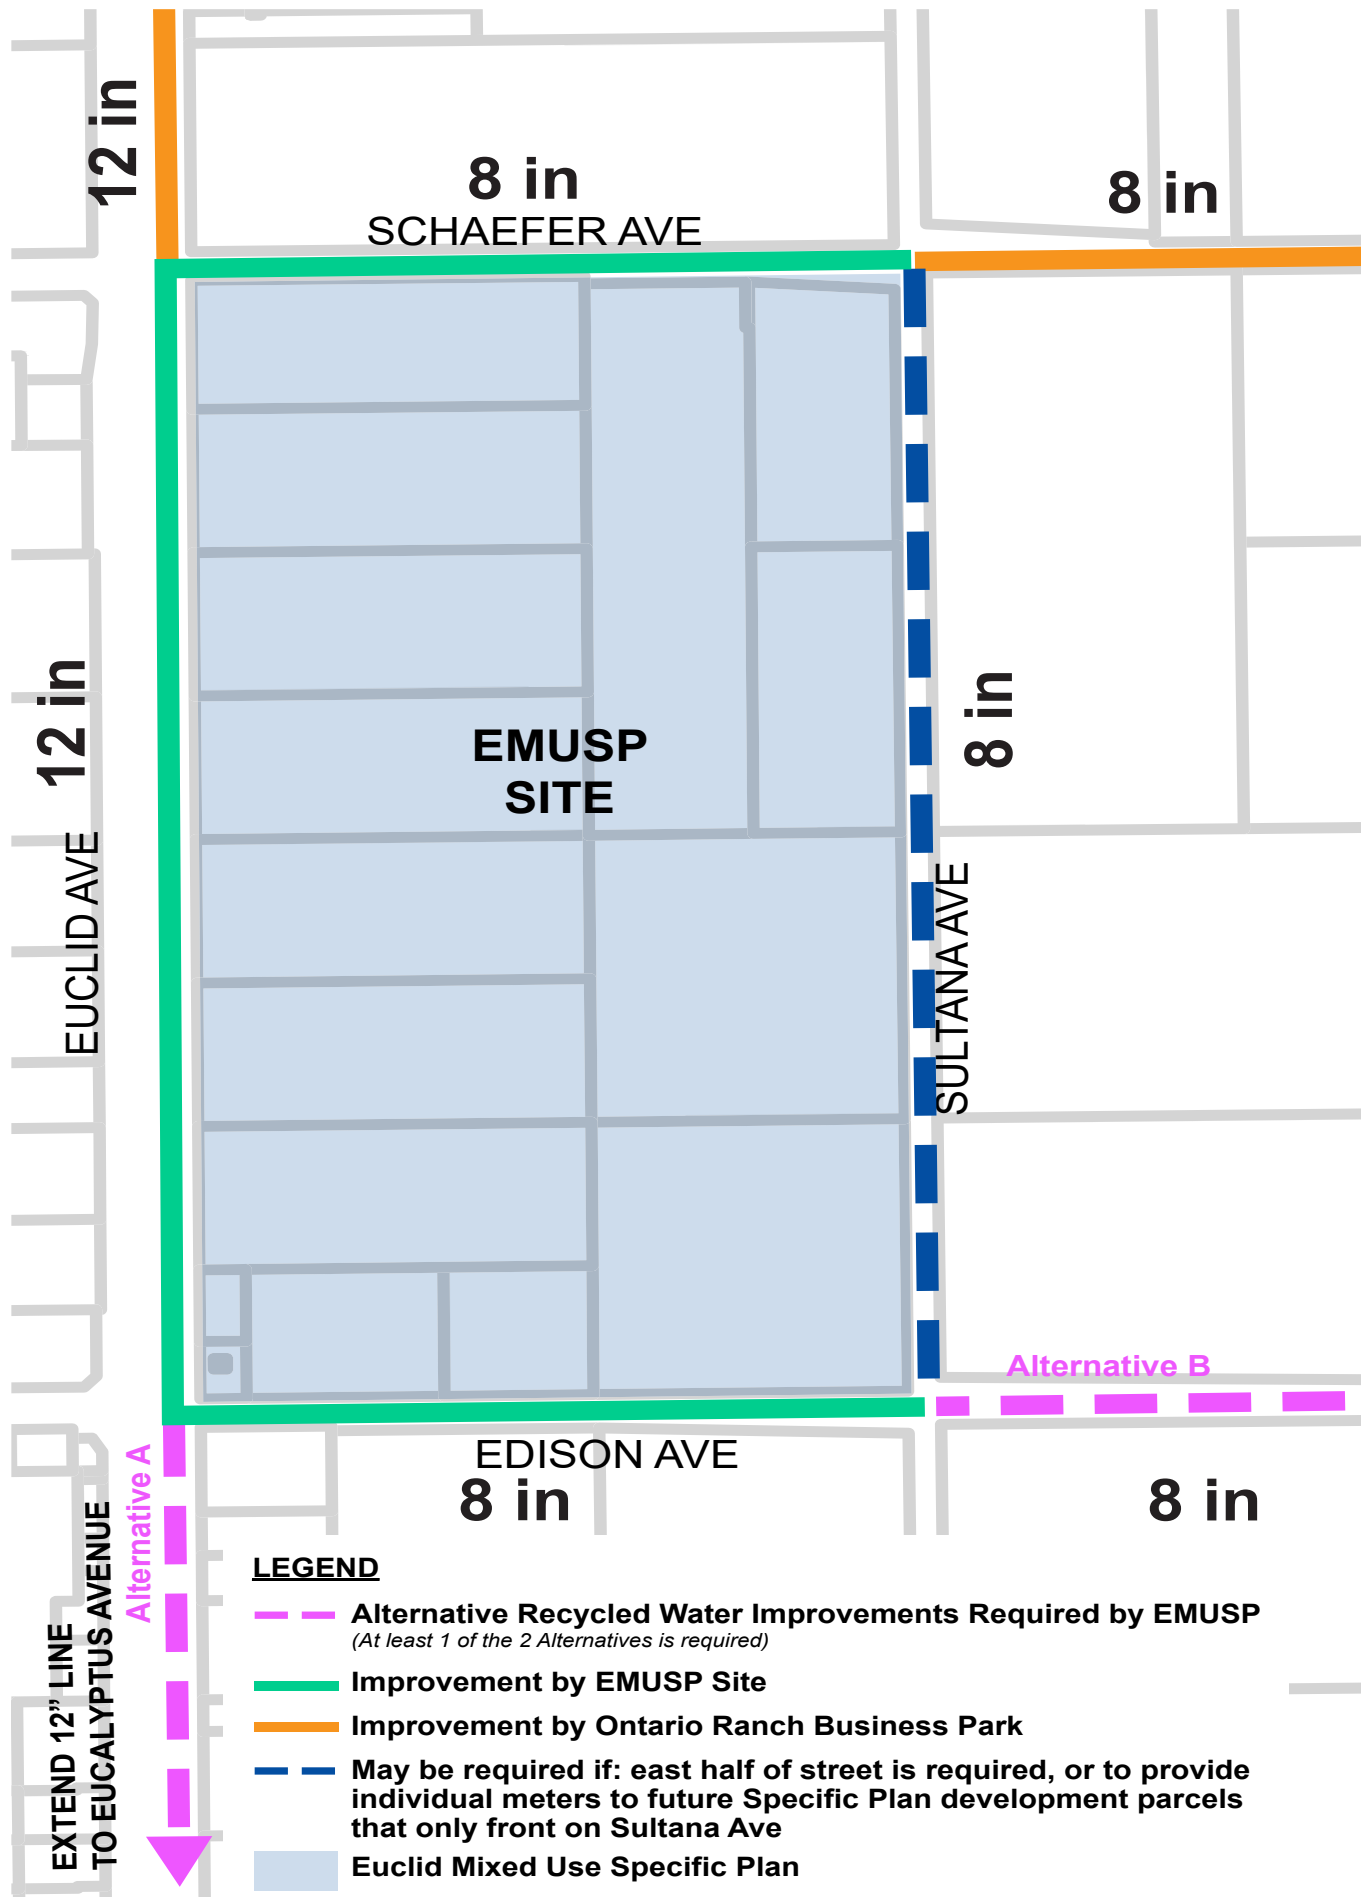 12 in
8 in
8 in
SCHAEFER AVE
EMUSP
SITE
12 in
8 in
EUCLID AVE
SULTANA AVE
Alternative B
EDISON AVE
8 in
8 in
Alternative A
EXTEND 12” LINE
TO EUCALYPTUS AVENUE
LEGEND
Alternative Recycled Water Improvements Required by EMUSP
(At least 1 of the 2 Alternatives is required)
Improvement by EMUSP Site
Improvement by Ontario Ranch Business Park
May be required if: east half of street is required, or to provide
individual meters to future Specific Plan development parcels
that only front on Sultana Ave
Euclid Mixed Use Specific Plan